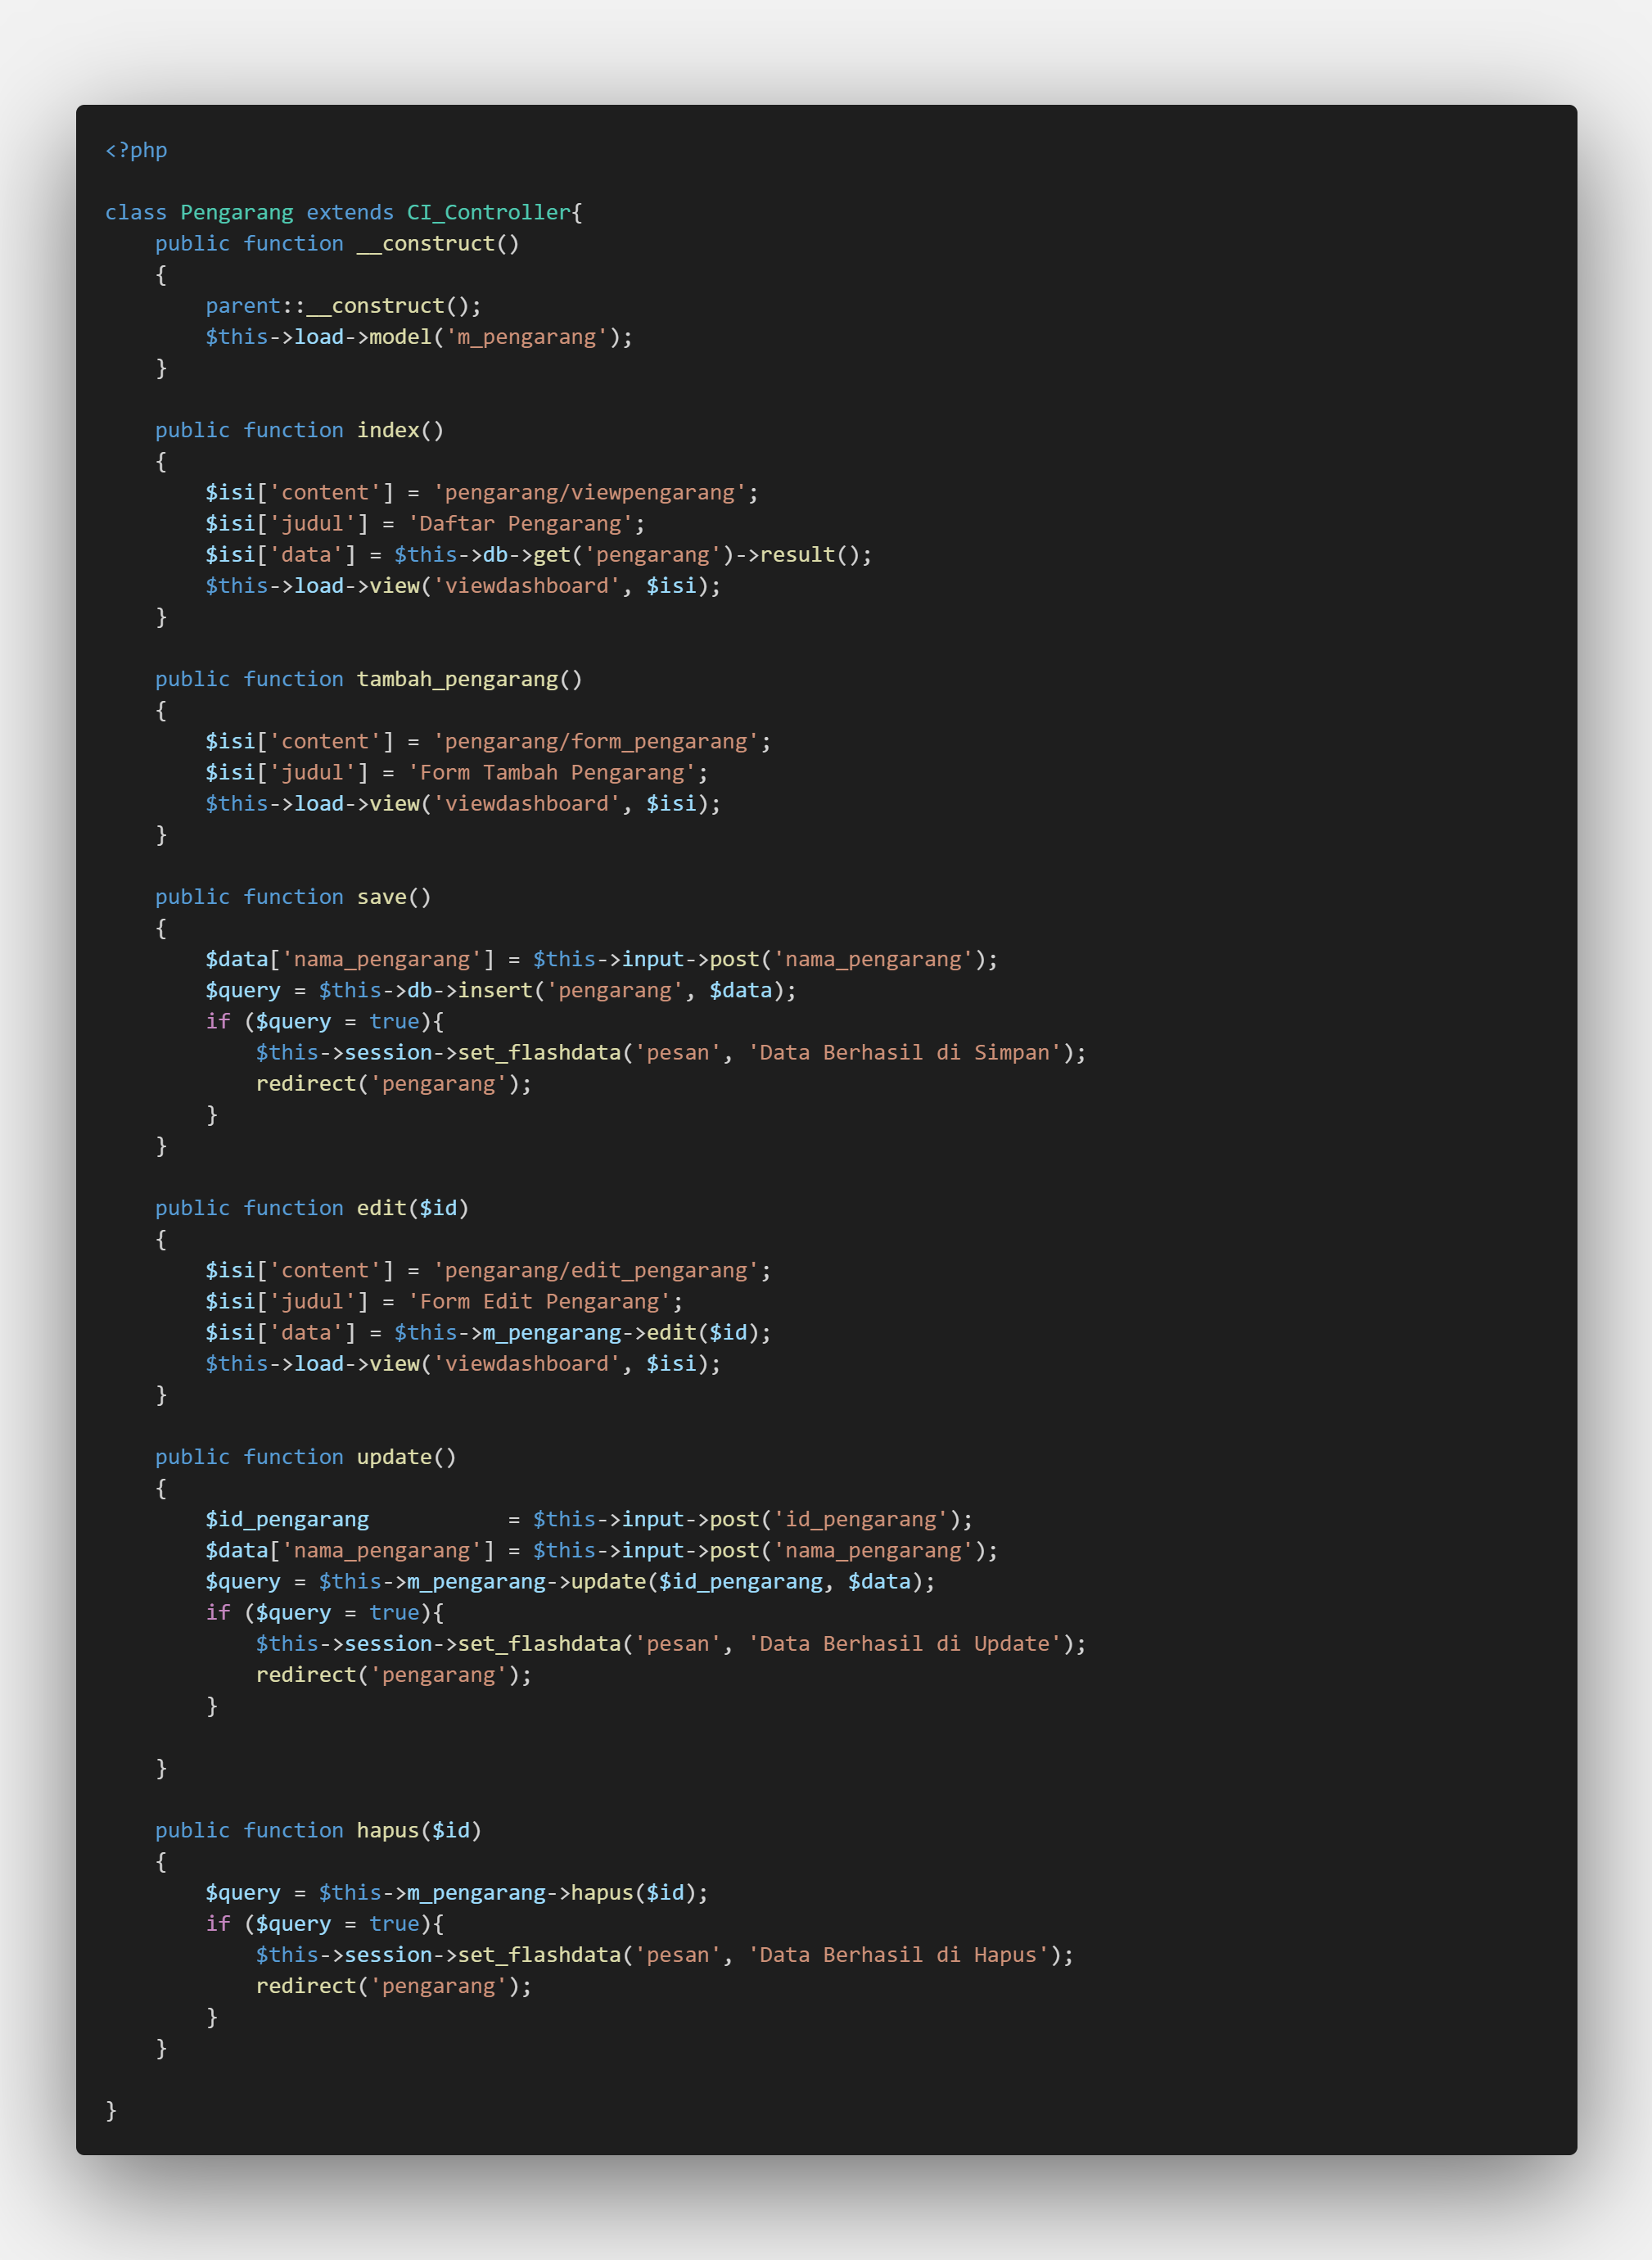 <?php

class Pengarang extends CI_Controller{
    public function __construct()
    {
        parent::__construct();
        $this->load->model('m_pengarang');
    }

    public function index()
    {
        $isi['content'] = 'pengarang/viewpengarang';
        $isi['judul'] = 'Daftar Pengarang';
        $isi['data'] = $this->db->get('pengarang')->result();
        $this->load->view('viewdashboard', $isi);
    }

    public function tambah_pengarang()
    {
        $isi['content'] = 'pengarang/form_pengarang';
        $isi['judul'] = 'Form Tambah Pengarang';
        $this->load->view('viewdashboard', $isi);
    }

    public function save()
    {
        $data['nama_pengarang'] = $this->input->post('nama_pengarang');
        $query = $this->db->insert('pengarang', $data);
        if ($query = true){
            $this->session->set_flashdata('pesan', 'Data Berhasil di Simpan');
            redirect('pengarang');
        }
    }

    public function edit($id)
    {
        $isi['content'] = 'pengarang/edit_pengarang';
        $isi['judul'] = 'Form Edit Pengarang';
        $isi['data'] = $this->m_pengarang->edit($id);
        $this->load->view('viewdashboard', $isi);
    }

    public function update()
    {
        $id_pengarang           = $this->input->post('id_pengarang');
        $data['nama_pengarang'] = $this->input->post('nama_pengarang');
        $query = $this->m_pengarang->update($id_pengarang, $data);
        if ($query = true){
            $this->session->set_flashdata('pesan', 'Data Berhasil di Update');
            redirect('pengarang');
        }

    }

    public function hapus($id)
    {
        $query = $this->m_pengarang->hapus($id);
        if ($query = true){
            $this->session->set_flashdata('pesan', 'Data Berhasil di Hapus');
            redirect('pengarang');
        }
    }

}